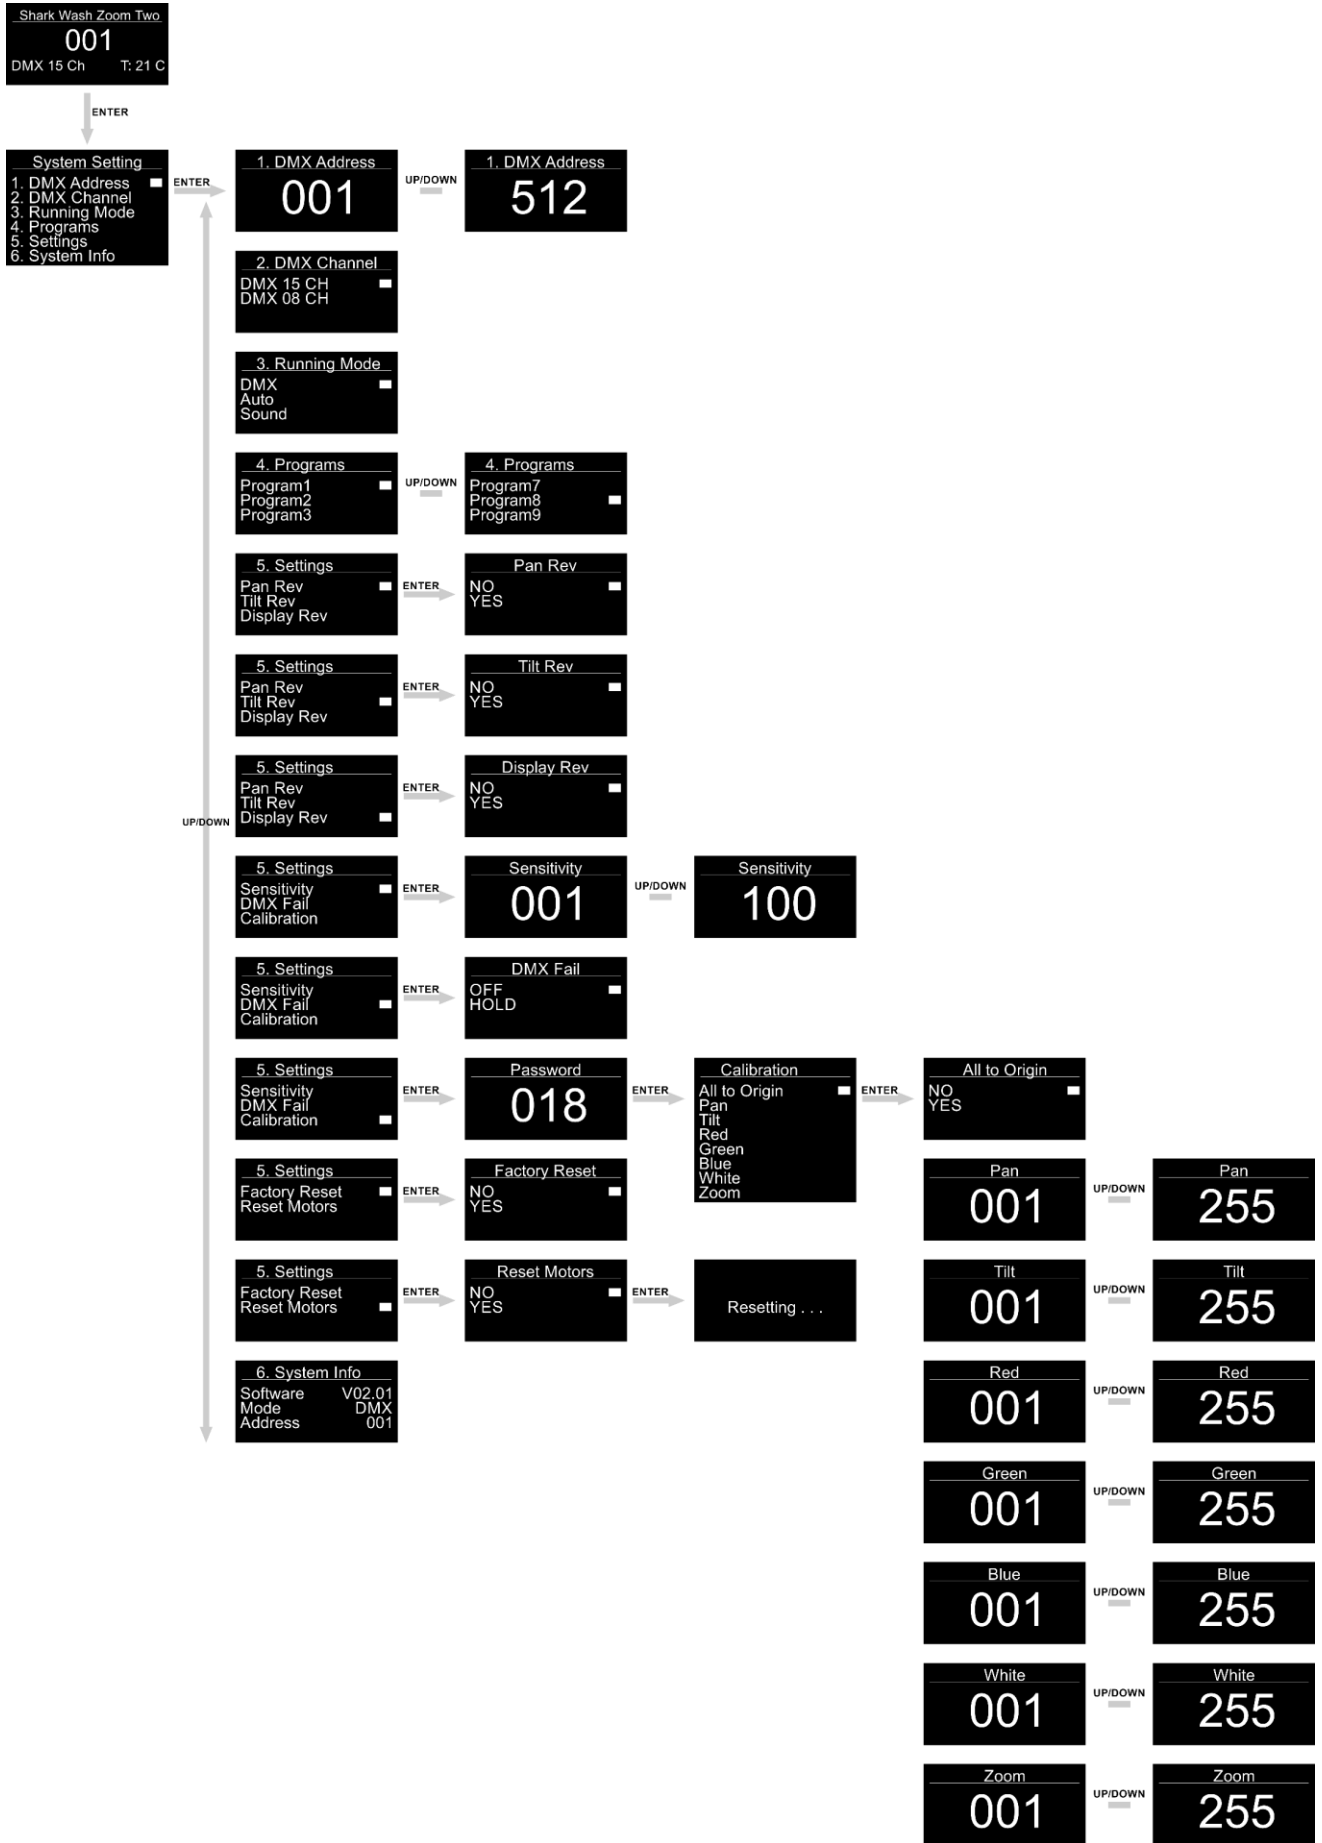 Shark Wash Zoom Two
001
DMX 15 Ch T: 21 C
ENTER
System Setting
1. DMX Address
2. DMX Channel
3. Running Mode
4. Programs
5. Settings
6. System Info
ENTER
1. DMX Address
001
UP/DOWN
1. DMX Address
512
2. DMX Channel
DMX 15 CH
DMX 08 CH
3. Running Mode
DMX
Auto
Sound
4. Programs
Program1
Program2
Program3
UP/DOWN
4. Programs
Program7
Program8
Program9
5. Settings
Pan Rev
Tilt Rev
Display Rev
ENTER
Pan Rev
NO
YES
5. Settings
Pan Rev
Tilt Rev
Display Rev
ENTER
Tilt Rev
NO
YES
UP/DOWN
5. Settings
Pan Rev
Tilt Rev
Display Rev
ENTER
Display Rev
NO
YES
5. Settings
Sensitivity
DMX Fail
Calibration
ENTER
Sensitivity
001
UP/DOWN
Sensitivity
100
5. Settings
Sensitivity
DMX Fail
Calibration
ENTER
DMX Fail
OFF
HOLD
5. Settings
Sensitivity
DMX Fail
Calibration
ENTER
Password
018
ENTER
Calibration
All to Origin
Pan
Tilt
Red
Green
Blue
White
Zoom
ENTER
All to Origin
NO
YES
5. Settings
Factory Reset
Reset Motors
ENTER
Factory Reset
NO
YES
Pan
001
UP/DOWN
Pan
255
5. Settings
Factory Reset
Reset Motors
ENTER
Reset Motors
NO
YES
ENTER
Resetting . . .
Tilt
001
UP/DOWN
Tilt
255
6. System Info
Software V02.01
Mode DMX
Address 001
Red
001
UP/DOWN
Red
255
Green
001
UP/DOWN
Green
255
Blue
001
UP/DOWN
Blue
255
White
001
UP/DOWN
White
255
Zoom
001
UP/DOWN
Zoom
255